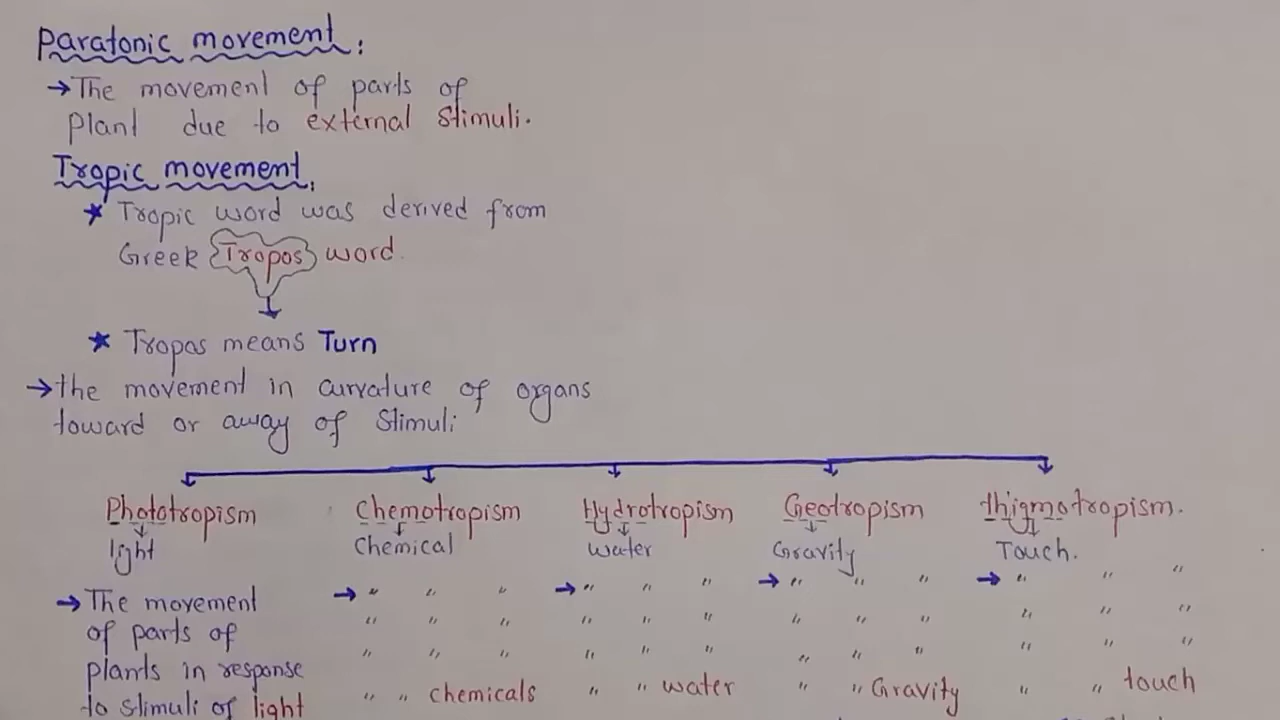 Paratonic movement:
→ The movement of parts of
plant due to external stimuli.
Tropic movement:
★ Tropic word was derived from
Greek {Tropos} word.
★ Tropas means Turn
→ the movement in curvature of organs
toward or away of stimuli
Phototropism Chemotropism Hydrotropism Geotropism thigmotropism.
light Chemical water Gravity Touch.
→ The movement → " " " → " " " → " " " → " " "
of parts of " " " " " " " " " " " "
plants in response " " " " " " " " " " " "
to stimuli of light " " chemicals " " water " " Gravity " " touch